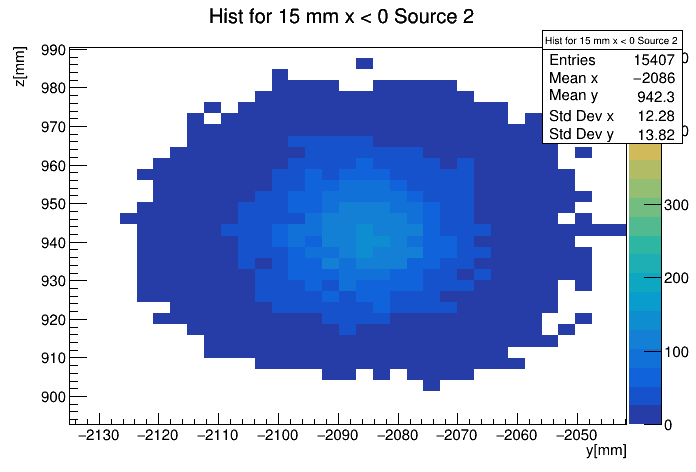 Hist for 15 mm x < 0 Source 2
z[mm]
990
980
970
960
950
940
930
920
910
900
Hist for 15 mm x < 0 Source 2
Entries 15407
Mean x −2086
Mean y 942.3
Std Dev x 12.28
Std Dev y 13.82
300
200
100
0
−2130 −2120 −2110 −2100 −2090 −2080 −2070 −2060 −2050
y[mm]